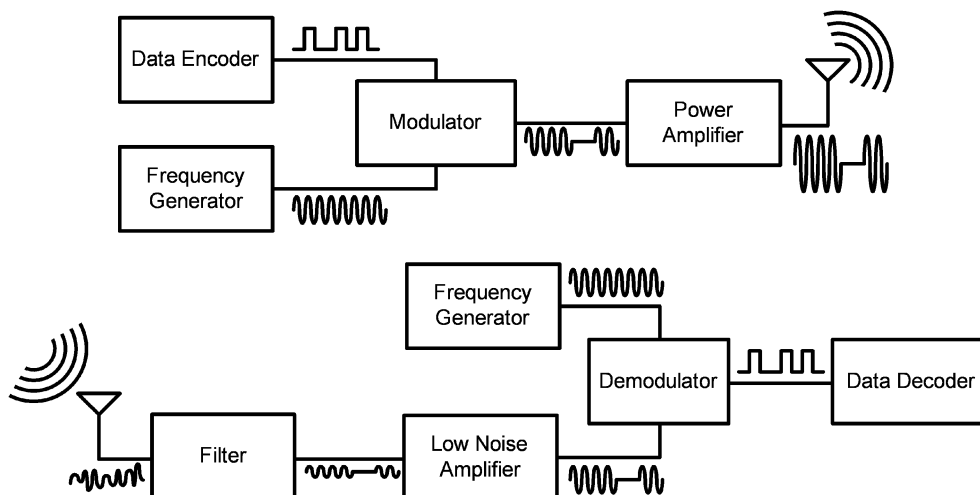 Data Encoder
Modulator
Power
Amplifier
Frequency
Generator
Frequency
Generator
Demodulator
Data Decoder
Filter
Low Noise
Amplifier